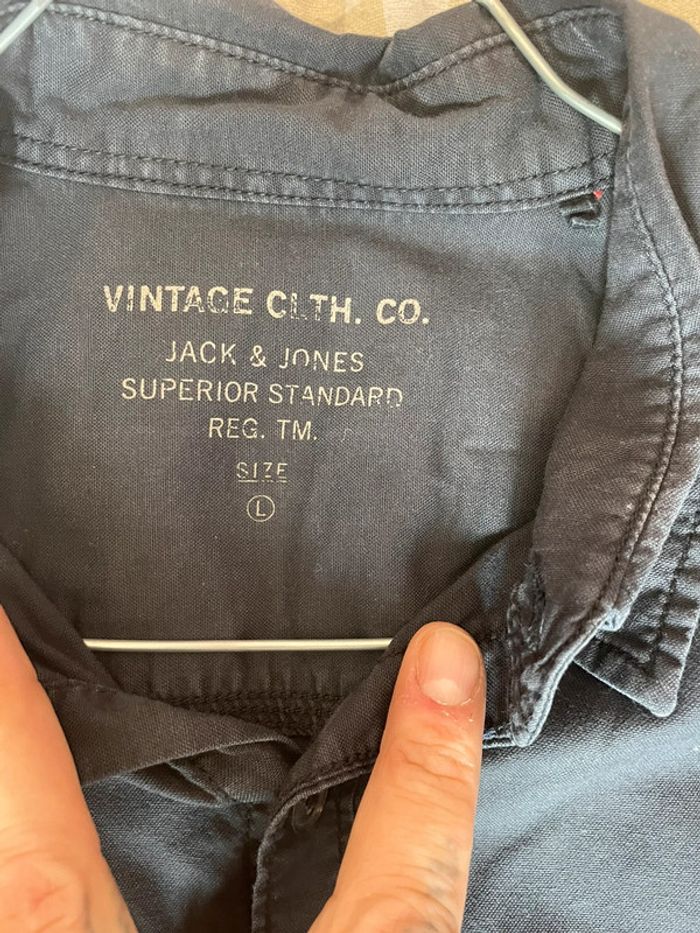 VINTAGE CLTH. CO.
JACK & JONES
SUPERIOR STANDARD
REG. TM.
SIZE
L